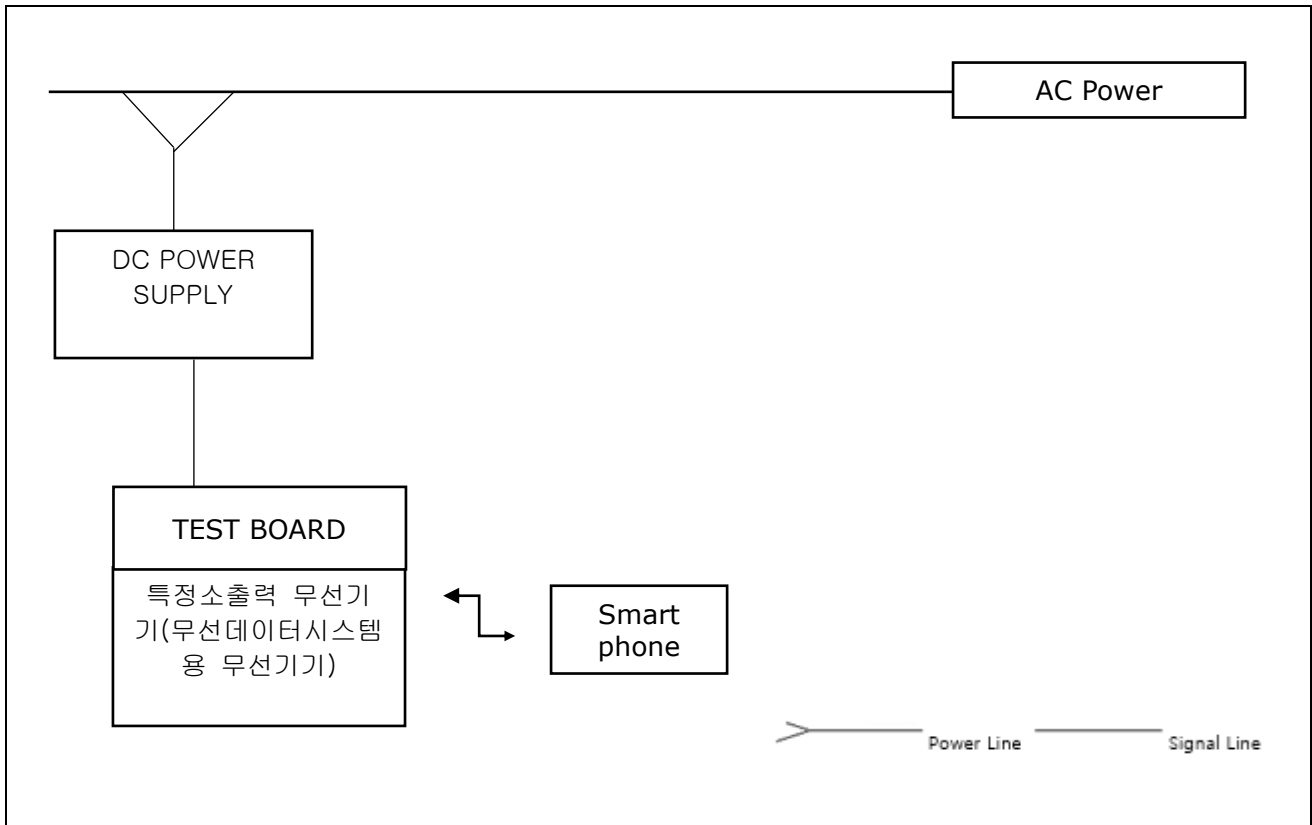 AC Power
DC POWER
SUPPLY
TEST BOARD
특정소출력 무선기
기(무선데이터시스템
용 무선기기)
Smart
phone
Power Line
Signal Line